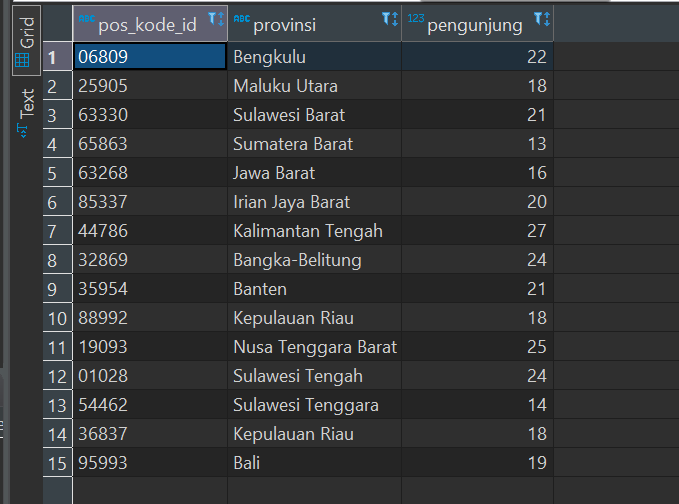 Grid
Text
ABC pos_kode_id ABC provinsi 123 pengunjung
1 06809 Bengkulu 22
2 25905 Maluku Utara 18
3 63330 Sulawesi Barat 21
4 65863 Sumatera Barat 13
5 63268 Jawa Barat 16
6 85337 Irian Jaya Barat 20
7 44786 Kalimantan Tengah 27
8 32869 Bangka-Belitung 24
9 35954 Banten 21
10 88992 Kepulauan Riau 18
11 19093 Nusa Tenggara Barat 25
12 01028 Sulawesi Tengah 24
13 54462 Sulawesi Tenggara 14
14 36837 Kepulauan Riau 18
15 95993 Bali 19